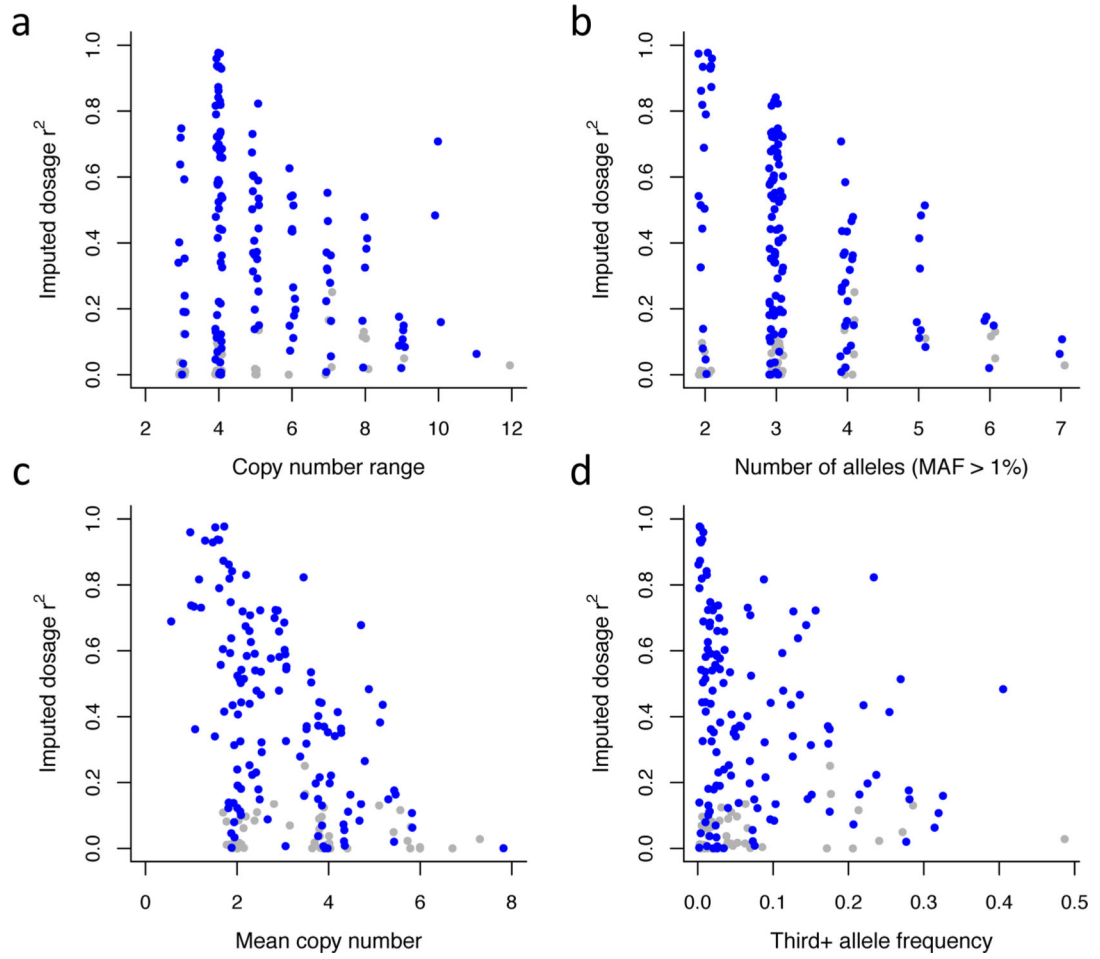 a
Imputed dosage r²
1.0
0.8
0.6
0.4
0.2
0.0
2 4 6 8 10 12
Copy number range
b
Imputed dosage r²
1.0
0.8
0.6
0.4
0.2
0.0
2 3 4 5 6 7
Number of alleles (MAF > 1%)
c
Imputed dosage r²
1.0
0.8
0.6
0.4
0.2
0.0
0 2 4 6 8
Mean copy number
d
Imputed dosage r²
1.0
0.8
0.6
0.4
0.2
0.0
0.0 0.1 0.2 0.3 0.4 0.5
Third+ allele frequency